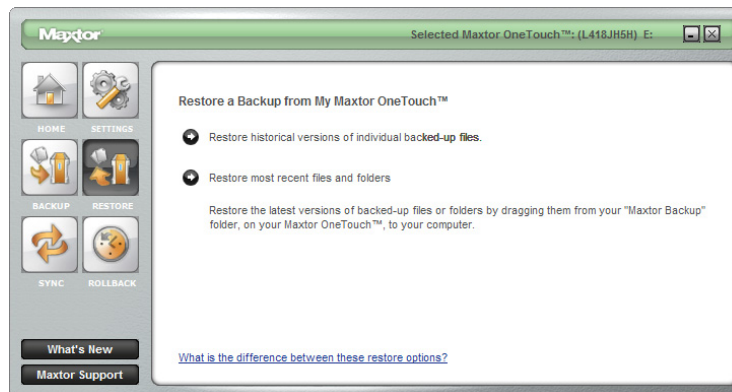 Maxtor
Selected Maxtor OneTouch™: (L418JH5H) E:
HOME SETTINGS
BACKUP RESTORE
SYNC ROLLBACK
What's New
Maxtor Support
Restore a Backup from My Maxtor OneTouch™
Restore historical versions of individual backed-up files.
Restore most recent files and folders
Restore the latest versions of backed-up files or folders by dragging them from your "Maxtor Backup"
folder, on your Maxtor OneTouch™, to your computer.
What is the difference between these restore options?